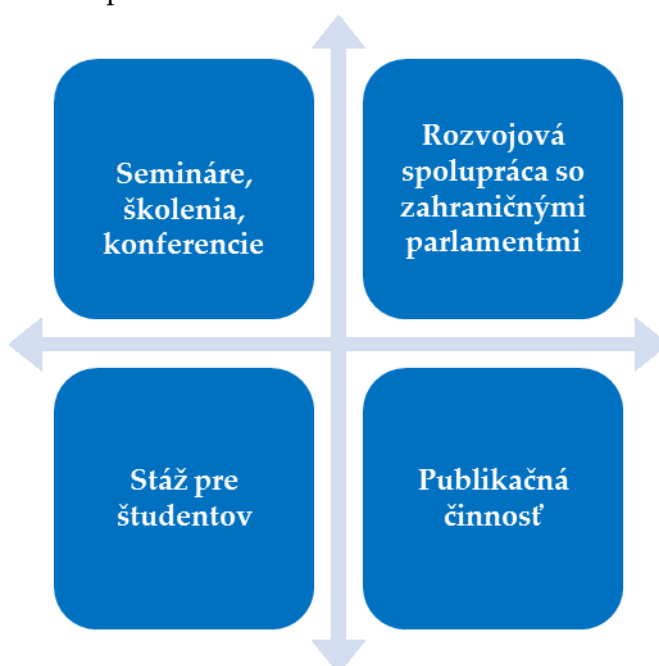 Semináre,
školenia,
konferencie
Rozvojová
spolupráca so
zahraničnými
parlamentmi
Stáž pre
študentov
Publikačná
činnosť